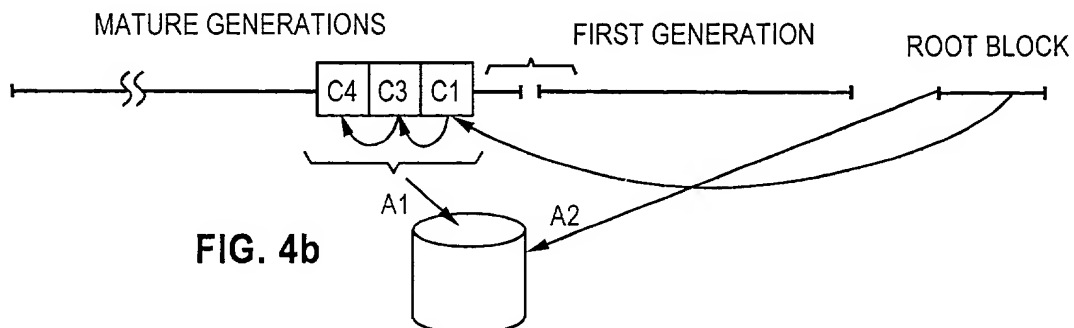 MATURE GENERATIONS
FIRST GENERATION
ROOT BLOCK
C4 C3 C1
A1
A2
FIG. 4b